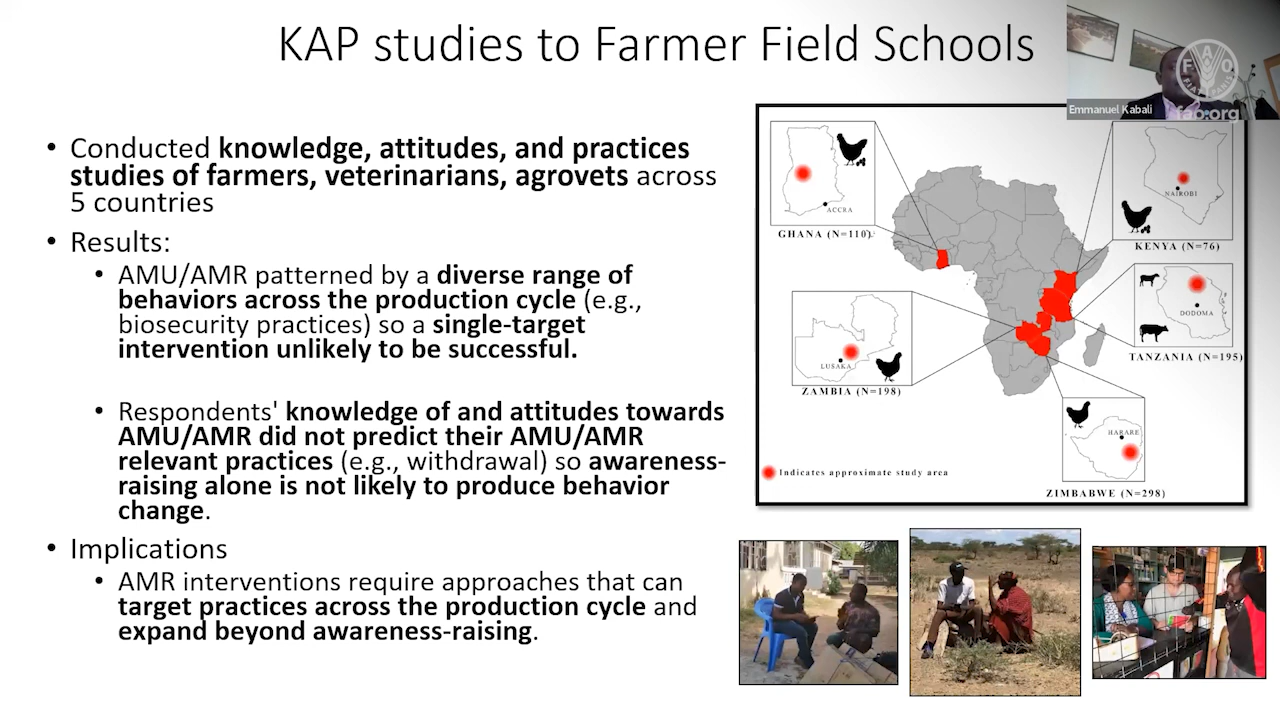 KAP studies to Farmer Field Schools
• Conducted knowledge, attitudes, and practices
studies of farmers, veterinarians, agrovets across
5 countries
• Results:
• AMU/AMR patterned by a diverse range of
behaviors across the production cycle (e.g.,
biosecurity practices) so a single-target
intervention unlikely to be successful.
• Respondents' knowledge of and attitudes towards
AMU/AMR did not predict their AMU/AMR
relevant practices (e.g., withdrawal) so awareness-
raising alone is not likely to produce behavior
change.
• Implications
• AMR interventions require approaches that can
target practices across the production cycle and
expand beyond awareness-raising.
Emmanuel Kabali
FAO
FIAT PANIS
fao.org
ACCRA
GHANA (N=110)
NAIROBI
KENYA (N=76)
DODOMA
TANZANIA (N=195)
LUSAKA
ZAMBIA (N=198)
HARARE
ZIMBABWE (N=298)
Indicates approximate study area